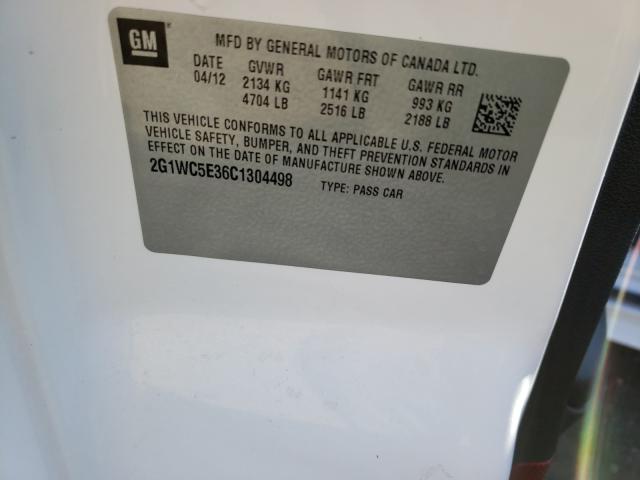 GM
MFD BY GENERAL MOTORS OF CANADA LTD.
DATE GVWR GAWR FRT GAWR RR
04/12 2134 KG 1141 KG 993 KG
4704 LB 2516 LB 2188 LB
THIS VEHICLE CONFORMS TO ALL APPLICABLE U.S. FEDERAL MOTOR
VEHICLE SAFETY, BUMPER, AND THEFT PREVENTION STANDARDS IN
EFFECT ON THE DATE OF MANUFACTURE SHOWN ABOVE.
2G1WC5E36C1304498 TYPE: PASS CAR